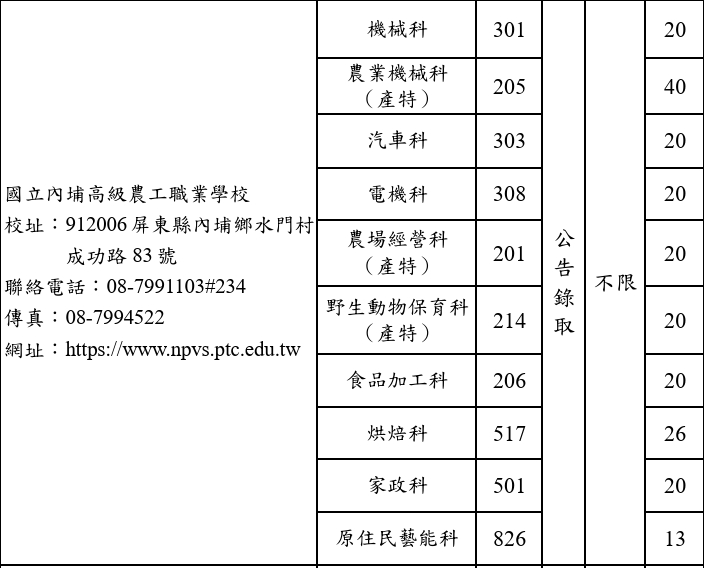 國立內埔高級農工職業學校
校址：912006 屏東縣內埔鄉水門村
成功路 83 號
聯絡電話：08-7991103#234
傳真：08-7994522
網址：https://www.npvs.ptc.edu.tw
機械科 301 20
農業機械科
（產特） 205 40
汽車科 303 20
電機科 308 20
農場經營科
（產特） 201 20
野生動物保育科
（產特） 214 20
食品加工科 206 20
烘焙科 517 26
家政科 501 20
原住民藝能科 826 13
公告錄取
不限